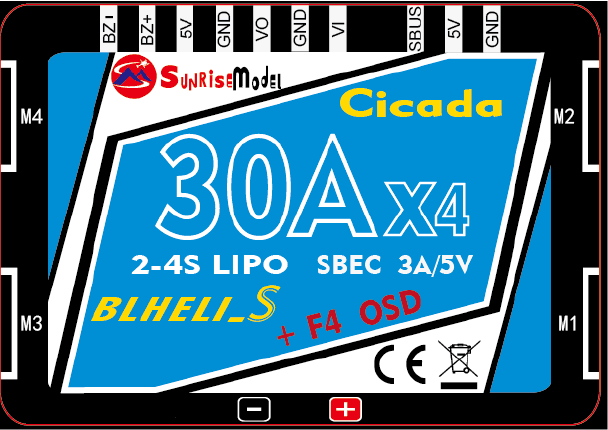 BZ-
BZ+
5V
GND
VO
GND
VI
SBUS
5V
GND
SUNRiSEMODEL
Cicada
M4
M2
30A X4
2-4S LIPO SBEC 3A/5V
BLHELI_S
+ F4 OSD
M3
M1
CE
- +